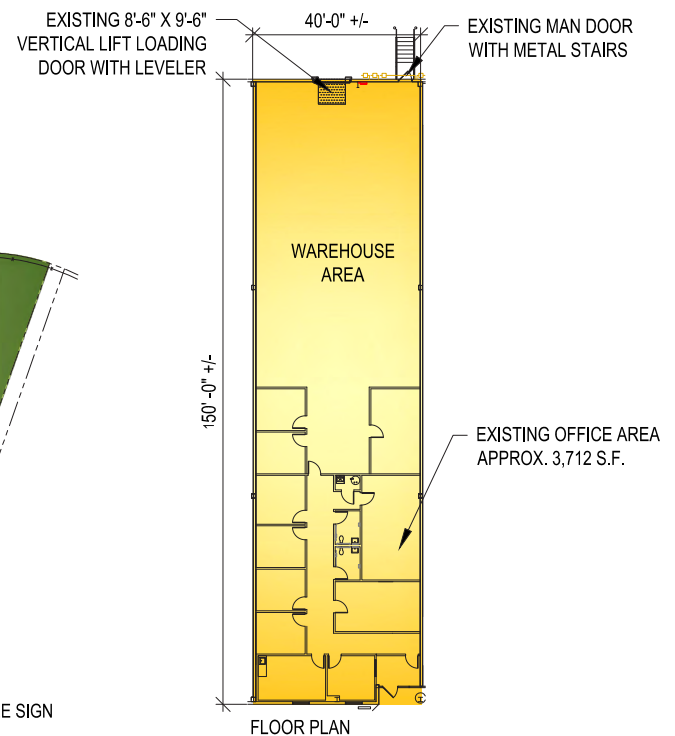 EXISTING 8'-6" X 9'-6"
VERTICAL LIFT LOADING
DOOR WITH LEVELER
40'-0" +/-
EXISTING MAN DOOR
WITH METAL STAIRS
WAREHOUSE
AREA
150'-0" +/-
EXISTING OFFICE AREA
APPROX. 3,712 S.F.
E SIGN
FLOOR PLAN